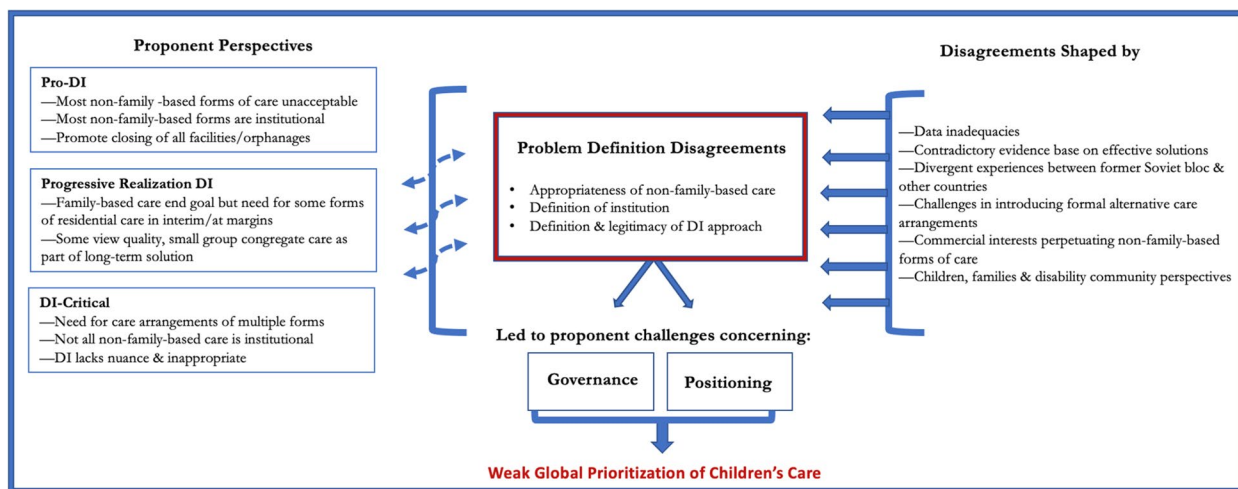 Proponent Perspectives
Pro-DI
—Most non-family -based forms of care unacceptable
—Most non-family-based forms are institutional
—Promote closing of all facilities/orphanages
Progressive Realization DI
—Family-based care end goal but need for some forms
of residential care in interim/at margins
—Some view quality, small group congregate care as
part of long-term solution
DI-Critical
—Need for care arrangements of multiple forms
—Not all non-family-based care is institutional
—DI lacks nuance & inappropriate
Problem Definition Disagreements
• Appropriateness of non-family-based care
• Definition of institution
• Definition & legitimacy of DI approach
Led to proponent challenges concerning:
Governance
Positioning
Weak Global Prioritization of Children's Care
Disagreements Shaped by
—Data inadequacies
—Contradictory evidence base on effective solutions
—Divergent experiences between former Soviet bloc &
other countries
—Challenges in introducing formal alternative care
arrangements
—Commercial interests perpetuating non-family-based
forms of care
—Children, families & disability community perspectives